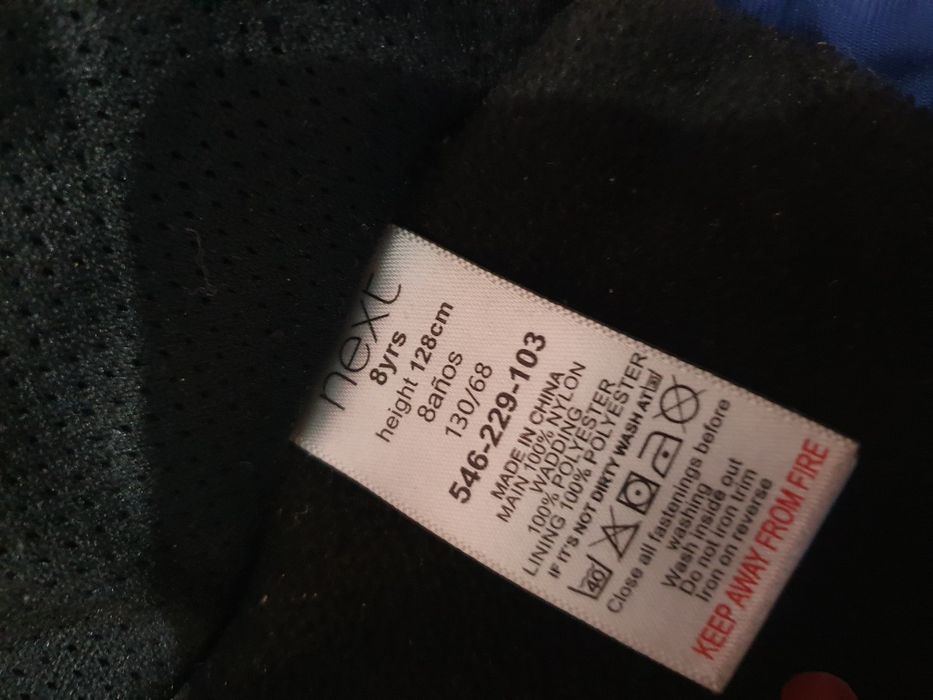 next
8yrs
height 128cm
8años
130/68
546-229-103
MADE IN CHINA
MAIN 100% NYLON
WADDING
100% POLYESTER
LINING 100% POLYESTER
IF IT'S NOT DIRTY WASH AT 30
40
Close all fastenings before
washing
Wash inside out
Do not iron trim
Iron on reverse
KEEP AWAY FROM FIRE